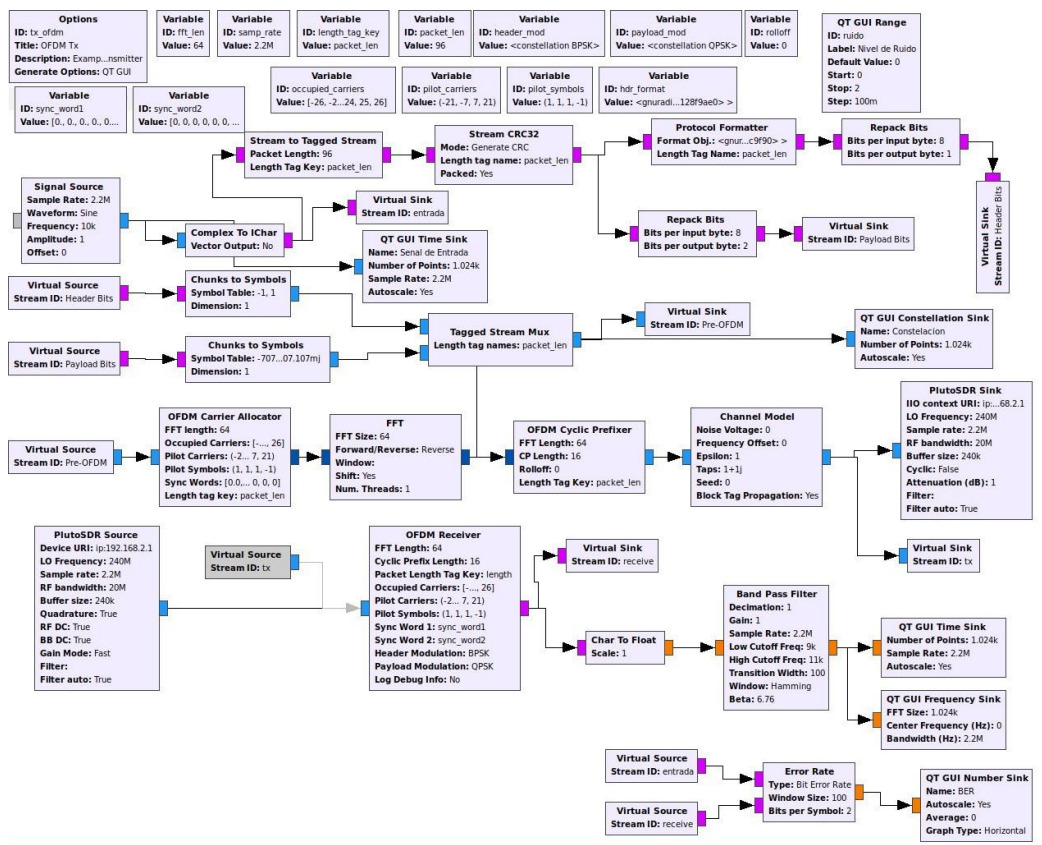 Options
ID: tx_ofdm
Title: OFDM Tx
Description: Examp...nsmitter
Generate Options: QT GUI
Variable
ID: fft_len
Value: 64
Variable
ID: samp_rate
Value: 2.2M
Variable
ID: length_tag_key
Value: packet_len
Variable
ID: packet_len
Value: 96
Variable
ID: header_mod
Value: <constellation BPSK>
Variable
ID: payload_mod
Value: <constellation QPSK>
Variable
ID: rolloff
Value: 0
QT GUI Range
ID: ruido
Label: Nivel de Ruido
Default Value: 0
Start: 0
Stop: 2
Step: 100m
Variable
ID: occupied_carriers
Value: [-26, -2...24, 25, 26]
Variable
ID: pilot_carriers
Value: (-21, -7, 7, 21)
Variable
ID: pilot_symbols
Value: (1, 1, 1, -1)
Variable
ID: hdr_format
Value: <gnuradi...128f9ae0> >
Variable
ID: sync_word1
Value: [0., 0., 0., 0., 0....
Variable
ID: sync_word2
Value: [0, 0, 0, 0, 0, 0, ...
Stream to Tagged Stream
Packet Length: 96
Length Tag Key: packet_len
Stream CRC32
Mode: Generate CRC
Length tag name: packet_len
Packed: Yes
Protocol Formatter
Format Obj.: <gnur...c9f90> >
Length Tag Name: packet_len
Repack Bits
Bits per input byte: 8
Bits per output byte: 1
Virtual Sink
Stream ID: Header Bits
Signal Source
Sample Rate: 2.2M
Waveform: Sine
Frequency: 10k
Amplitude: 1
Offset: 0
Complex To IChar
Vector Output: No
Virtual Sink
Stream ID: entrada
QT GUI Time Sink
Name: Senal de Entrada
Number of Points: 1.024k
Sample Rate: 2.2M
Autoscale: Yes
Repack Bits
Bits per input byte: 8
Bits per output byte: 2
Virtual Sink
Stream ID: Payload Bits
Virtual Source
Stream ID: Header Bits
Chunks to Symbols
Symbol Table: -1, 1
Dimension: 1
Virtual Source
Stream ID: Payload Bits
Chunks to Symbols
Symbol Table: -707...07.107mj
Dimension: 1
Tagged Stream Mux
Length tag names: packet_len
Virtual Sink
Stream ID: Pre-OFDM
QT GUI Constellation Sink
Name: Constelacion
Number of Points: 1.024k
Autoscale: Yes
Virtual Source
Stream ID: Pre-OFDM
OFDM Carrier Allocator
FFT length: 64
Occupied Carriers: [-..., 26]
Pilot Carriers: (-2... 7, 21)
Pilot Symbols: (1, 1, 1, -1)
Sync Words: [0.0,... 0, 0, 0]
Length tag key: packet_len
FFT
FFT Size: 64
Forward/Reverse: Reverse
Window:
Shift: Yes
Num. Threads: 1
OFDM Cyclic Prefixer
FFT Length: 64
CP Length: 16
Rolloff: 0
Length Tag Key: packet_len
Channel Model
Noise Voltage: 0
Frequency Offset: 0
Epsilon: 1
Taps: 1+1j
Seed: 0
Block Tag Propagation: Yes
PlutoSDR Sink
IIO context URI: ip:...68.2.1
LO Frequency: 240M
Sample rate: 2.2M
RF bandwidth: 20M
Buffer size: 240k
Cyclic: False
Attenuation (dB): 1
Filter:
Filter auto: True
Virtual Sink
Stream ID: tx
PlutoSDR Source
Device URI: ip:192.168.2.1
LO Frequency: 240M
Sample rate: 2.2M
RF bandwidth: 20M
Buffer size: 240k
Quadrature: True
RF DC: True
BB DC: True
Gain Mode: Fast
Filter:
Filter auto: True
Virtual Source
Stream ID: tx
OFDM Receiver
FFT Length: 64
Cyclic Prefix Length: 16
Packet Length Tag Key: length
Occupied Carriers: [-..., 26]
Pilot Carriers: (-2... 7, 21)
Pilot Symbols: (1, 1, 1, -1)
Sync Word 1: sync_word1
Sync Word 2: sync_word2
Header Modulation: BPSK
Payload Modulation: QPSK
Log Debug Info: No
Virtual Sink
Stream ID: receive
Char To Float
Scale: 1
Band Pass Filter
Decimation: 1
Gain: 1
Sample Rate: 2.2M
Low Cutoff Freq: 9k
High Cutoff Freq: 11k
Transition Width: 100
Window: Hamming
Beta: 6.76
QT GUI Time Sink
Number of Points: 1.024k
Sample Rate: 2.2M
Autoscale: Yes
QT GUI Frequency Sink
FFT Size: 1.024k
Center Frequency (Hz): 0
Bandwidth (Hz): 2.2M
Virtual Source
Stream ID: entrada
Virtual Source
Stream ID: receive
Error Rate
Type: Bit Error Rate
Window Size: 100
Bits per Symbol: 2
QT GUI Number Sink
Name: BER
Autoscale: Yes
Average: 0
Graph Type: Horizontal